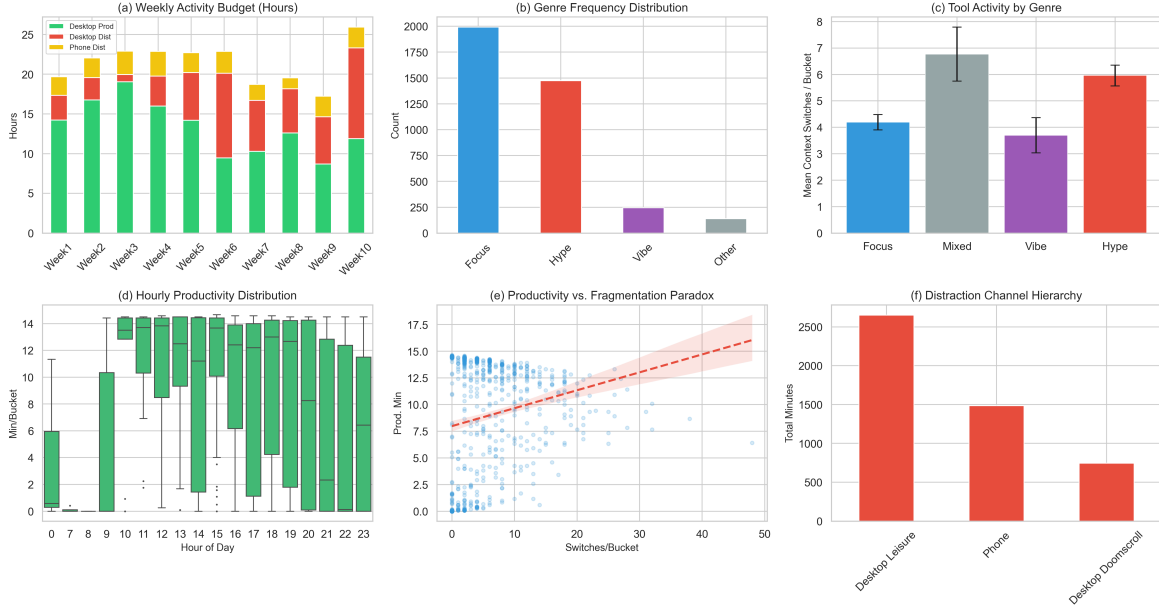 (a) Weekly Activity Budget (Hours)
Desktop Prod
Desktop Dist
Phone Dist
Hours
25
20
15
10
5
0
Week1
Week2
Week3
Week4
Week5
Week6
Week7
Week8
Week9
Week10
(b) Genre Frequency Distribution
Count
2000
1750
1500
1250
1000
750
500
250
0
Focus
Hype
Vibe
Other
(c) Tool Activity by Genre
Mean Context Switches / Bucket
8
7
6
5
4
3
2
1
0
Focus
Mixed
Vibe
Hype
(d) Hourly Productivity Distribution
Min/Bucket
14
12
10
8
6
4
2
0
0 7 8 9 10 11 12 13 14 15 16 17 18 19 20 21 22 23
Hour of Day
(e) Productivity vs. Fragmentation Paradox
Prod. Min
17.5
15.0
12.5
10.0
7.5
5.0
2.5
0.0
0 10 20 30 40 50
Switches/Bucket
(f) Distraction Channel Hierarchy
Total Minutes
2500
2000
1500
1000
500
0
Desktop Leisure
Phone
Desktop Doomscroll